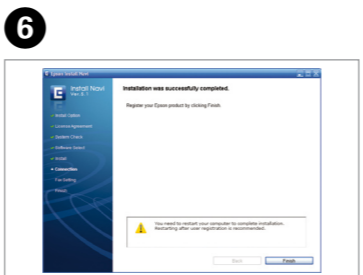 6
Epson Install Navi
Install Navi
Ver. 2. 1
Installation was successfully completed.
Register your Epson product by clicking Finish.
Install Option
License Agreement
System Check
Software Select
Install
Connection
Fax Setting
Finish
You need to restart your computer to complete installation.
Restarting after user registration is recommended.
Back
Finish